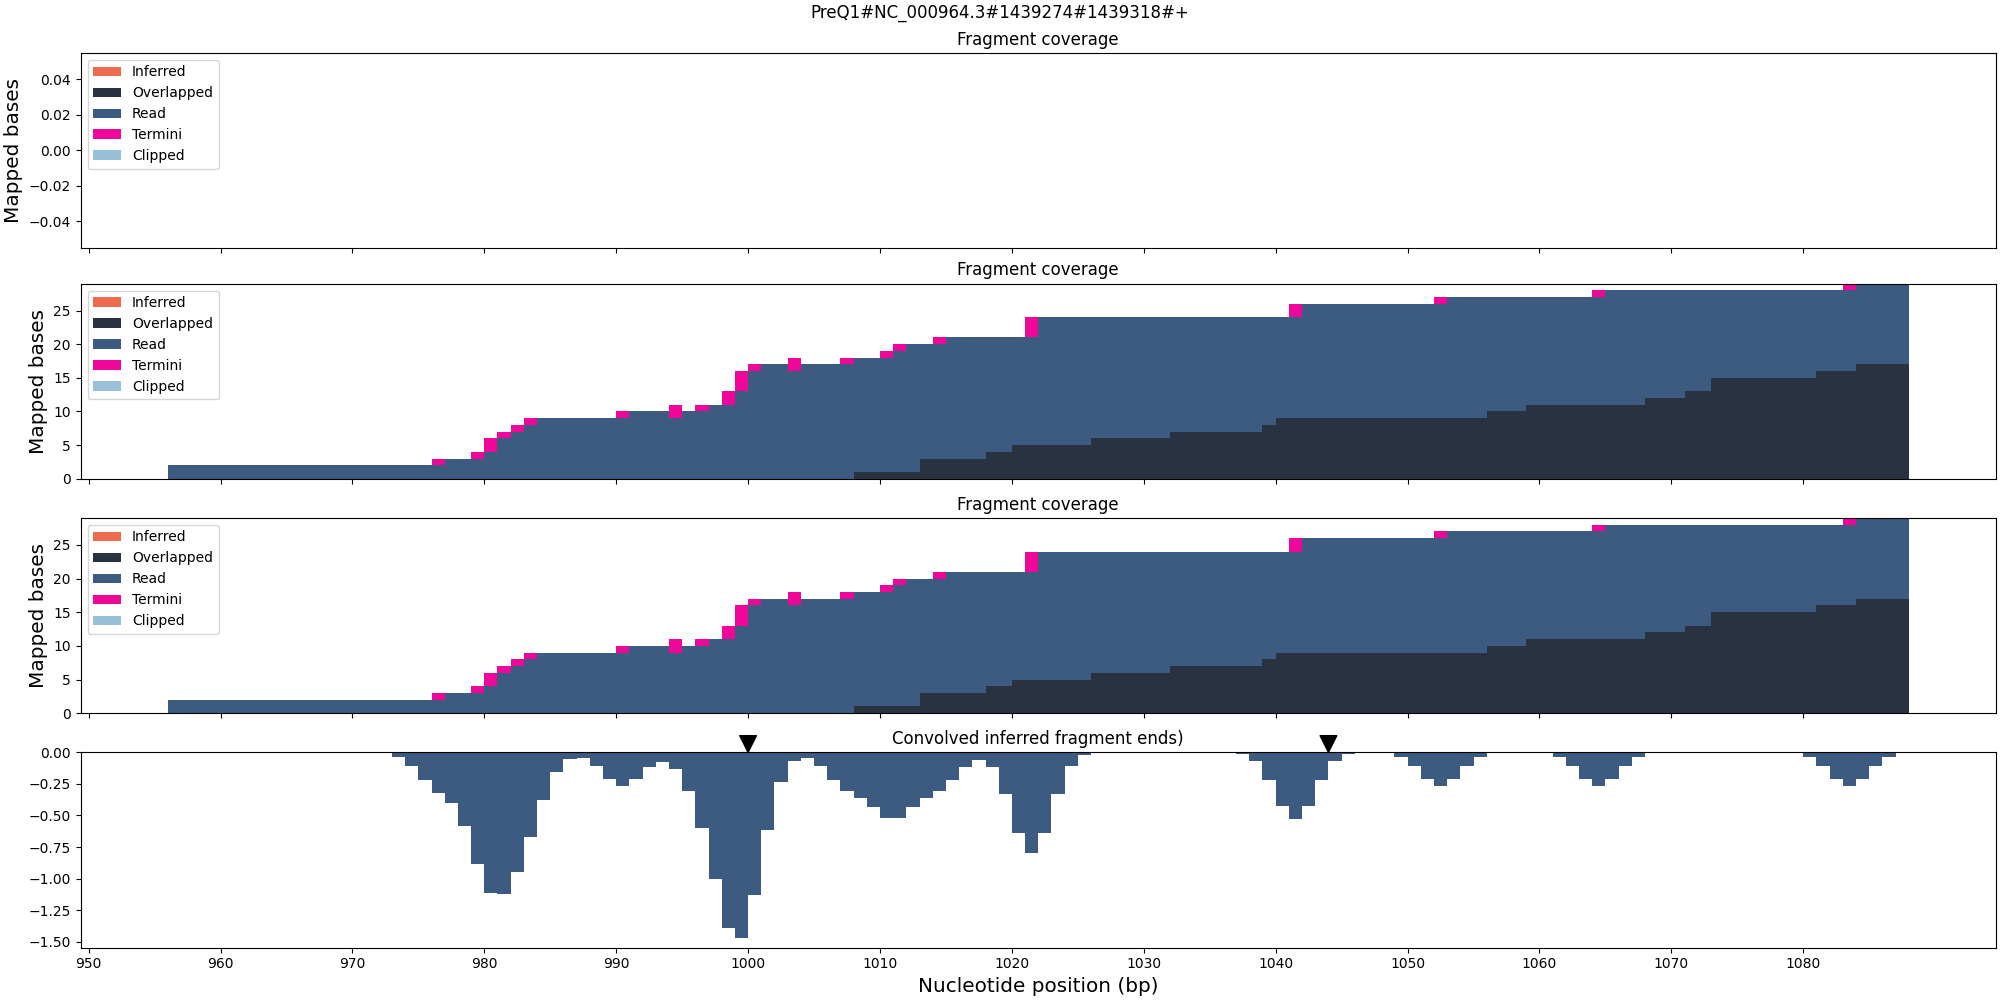 PreQ1#NC_000964.3#1439274#1439318#+
Fragment coverage
Mapped bases
0.04
0.02
0.00
−0.02
−0.04
Inferred
Overlapped
Read
Termini
Clipped
Fragment coverage
Mapped bases
25
20
15
10
5
0
Inferred
Overlapped
Read
Termini
Clipped
Fragment coverage
Mapped bases
25
20
15
10
5
0
Inferred
Overlapped
Read
Termini
Clipped
Convolved inferred fragment ends)
0.00
−0.25
−0.50
−0.75
−1.00
−1.25
−1.50
950 960 970 980 990 1000 1010 1020 1030 1040 1050 1060 1070 1080
Nucleotide position (bp)